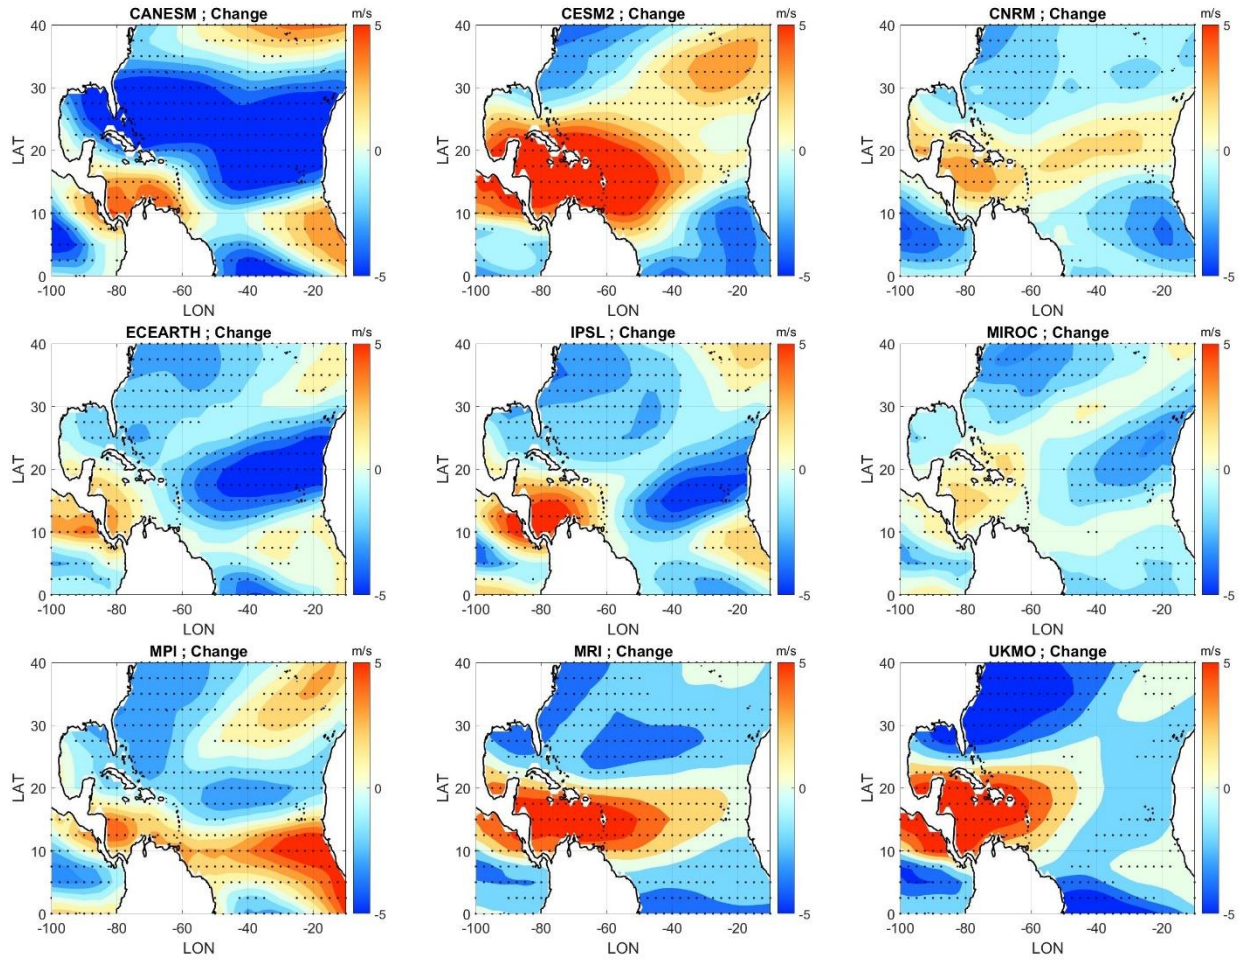 CANESM ; Change
m/s
CESM2 ; Change
m/s
CNRM ; Change
m/s
40
30
20
10
0
LAT
-100 -80 -60 -40 -20
LON
5
0
-5
40
30
20
10
0
LAT
-100 -80 -60 -40 -20
LON
5
0
-5
40
30
20
10
0
LAT
-100 -80 -60 -40 -20
LON
5
0
-5
ECEARTH ; Change
m/s
IPSL ; Change
m/s
MIROC ; Change
m/s
40
30
20
10
0
LAT
-100 -80 -60 -40 -20
LON
5
0
-5
40
30
20
10
0
LAT
-100 -80 -60 -40 -20
LON
5
0
-5
40
30
20
10
0
LAT
-100 -80 -60 -40 -20
LON
5
0
-5
MPI ; Change
m/s
MRI ; Change
m/s
UKMO ; Change
m/s
40
30
20
10
0
LAT
-100 -80 -60 -40 -20
LON
5
0
-5
40
30
20
10
0
LAT
-100 -80 -60 -40 -20
LON
5
0
-5
40
30
20
10
0
LAT
-100 -80 -60 -40 -20
LON
5
0
-5